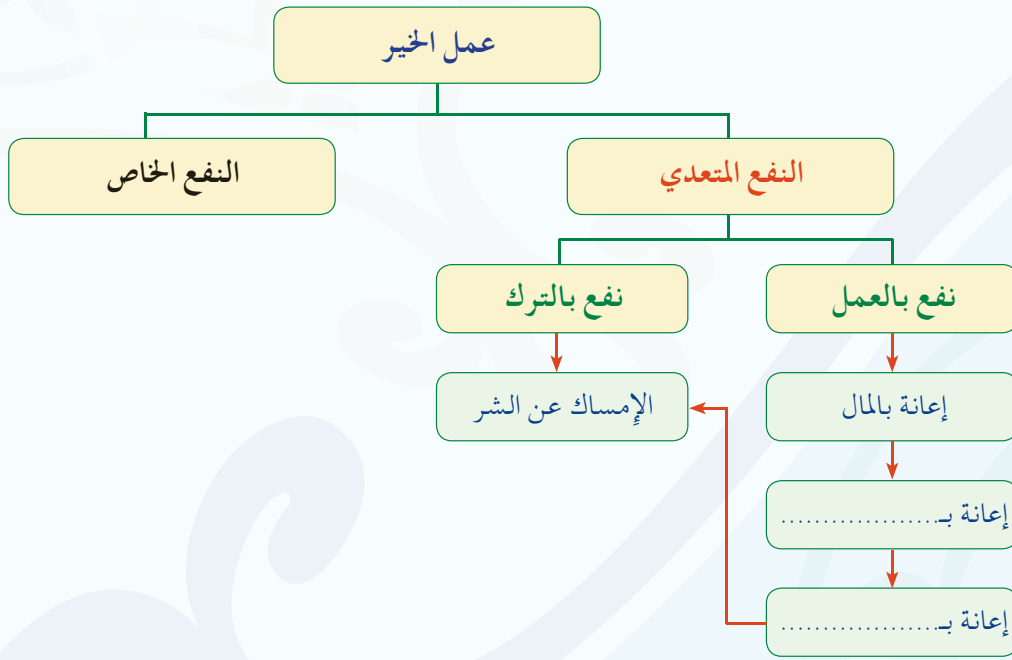 عمل الخير
النفع المتعدي
النفع الخاص
نفع بالعمل
نفع بالترك
إعانة بالمال
الإمساك عن الشر
إعانة بـ...................
إعانة بـ...................